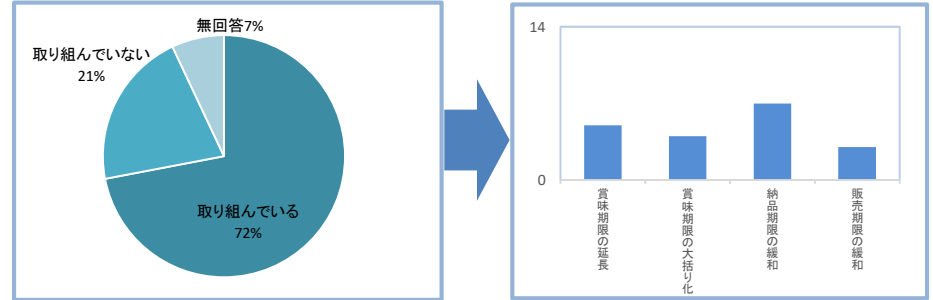 無回答7%
取り組んでいない
21%
取り組んでいる
72%
14
0
賞味期限の延長
賞味期限の大括り化
納品期限の緩和
販売期限の緩和